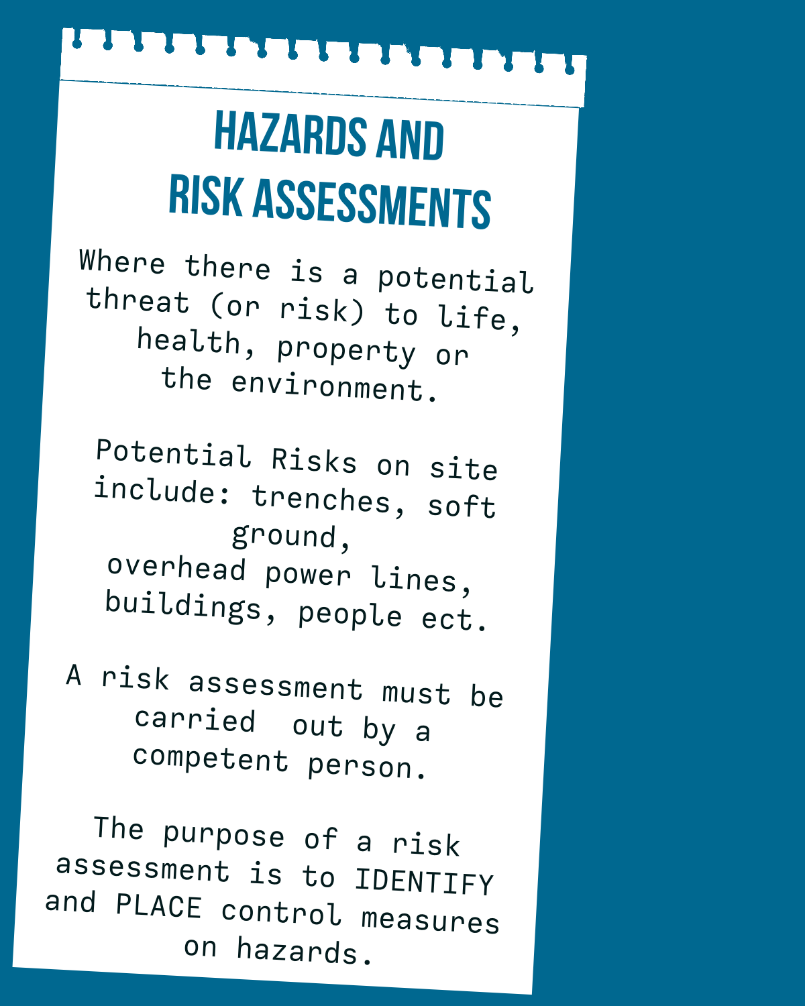 HAZARDS AND
RISK ASSESSMENTS
Where there is a potential
threat (or risk) to life,
health, property or
the environment.
Potential Risks on site
include: trenches, soft
ground,
overhead power lines,
buildings, people ect.
A risk assessment must be
carried  out by a
competent person.
The purpose of a risk
assessment is to IDENTIFY
and PLACE control measures
on hazards.